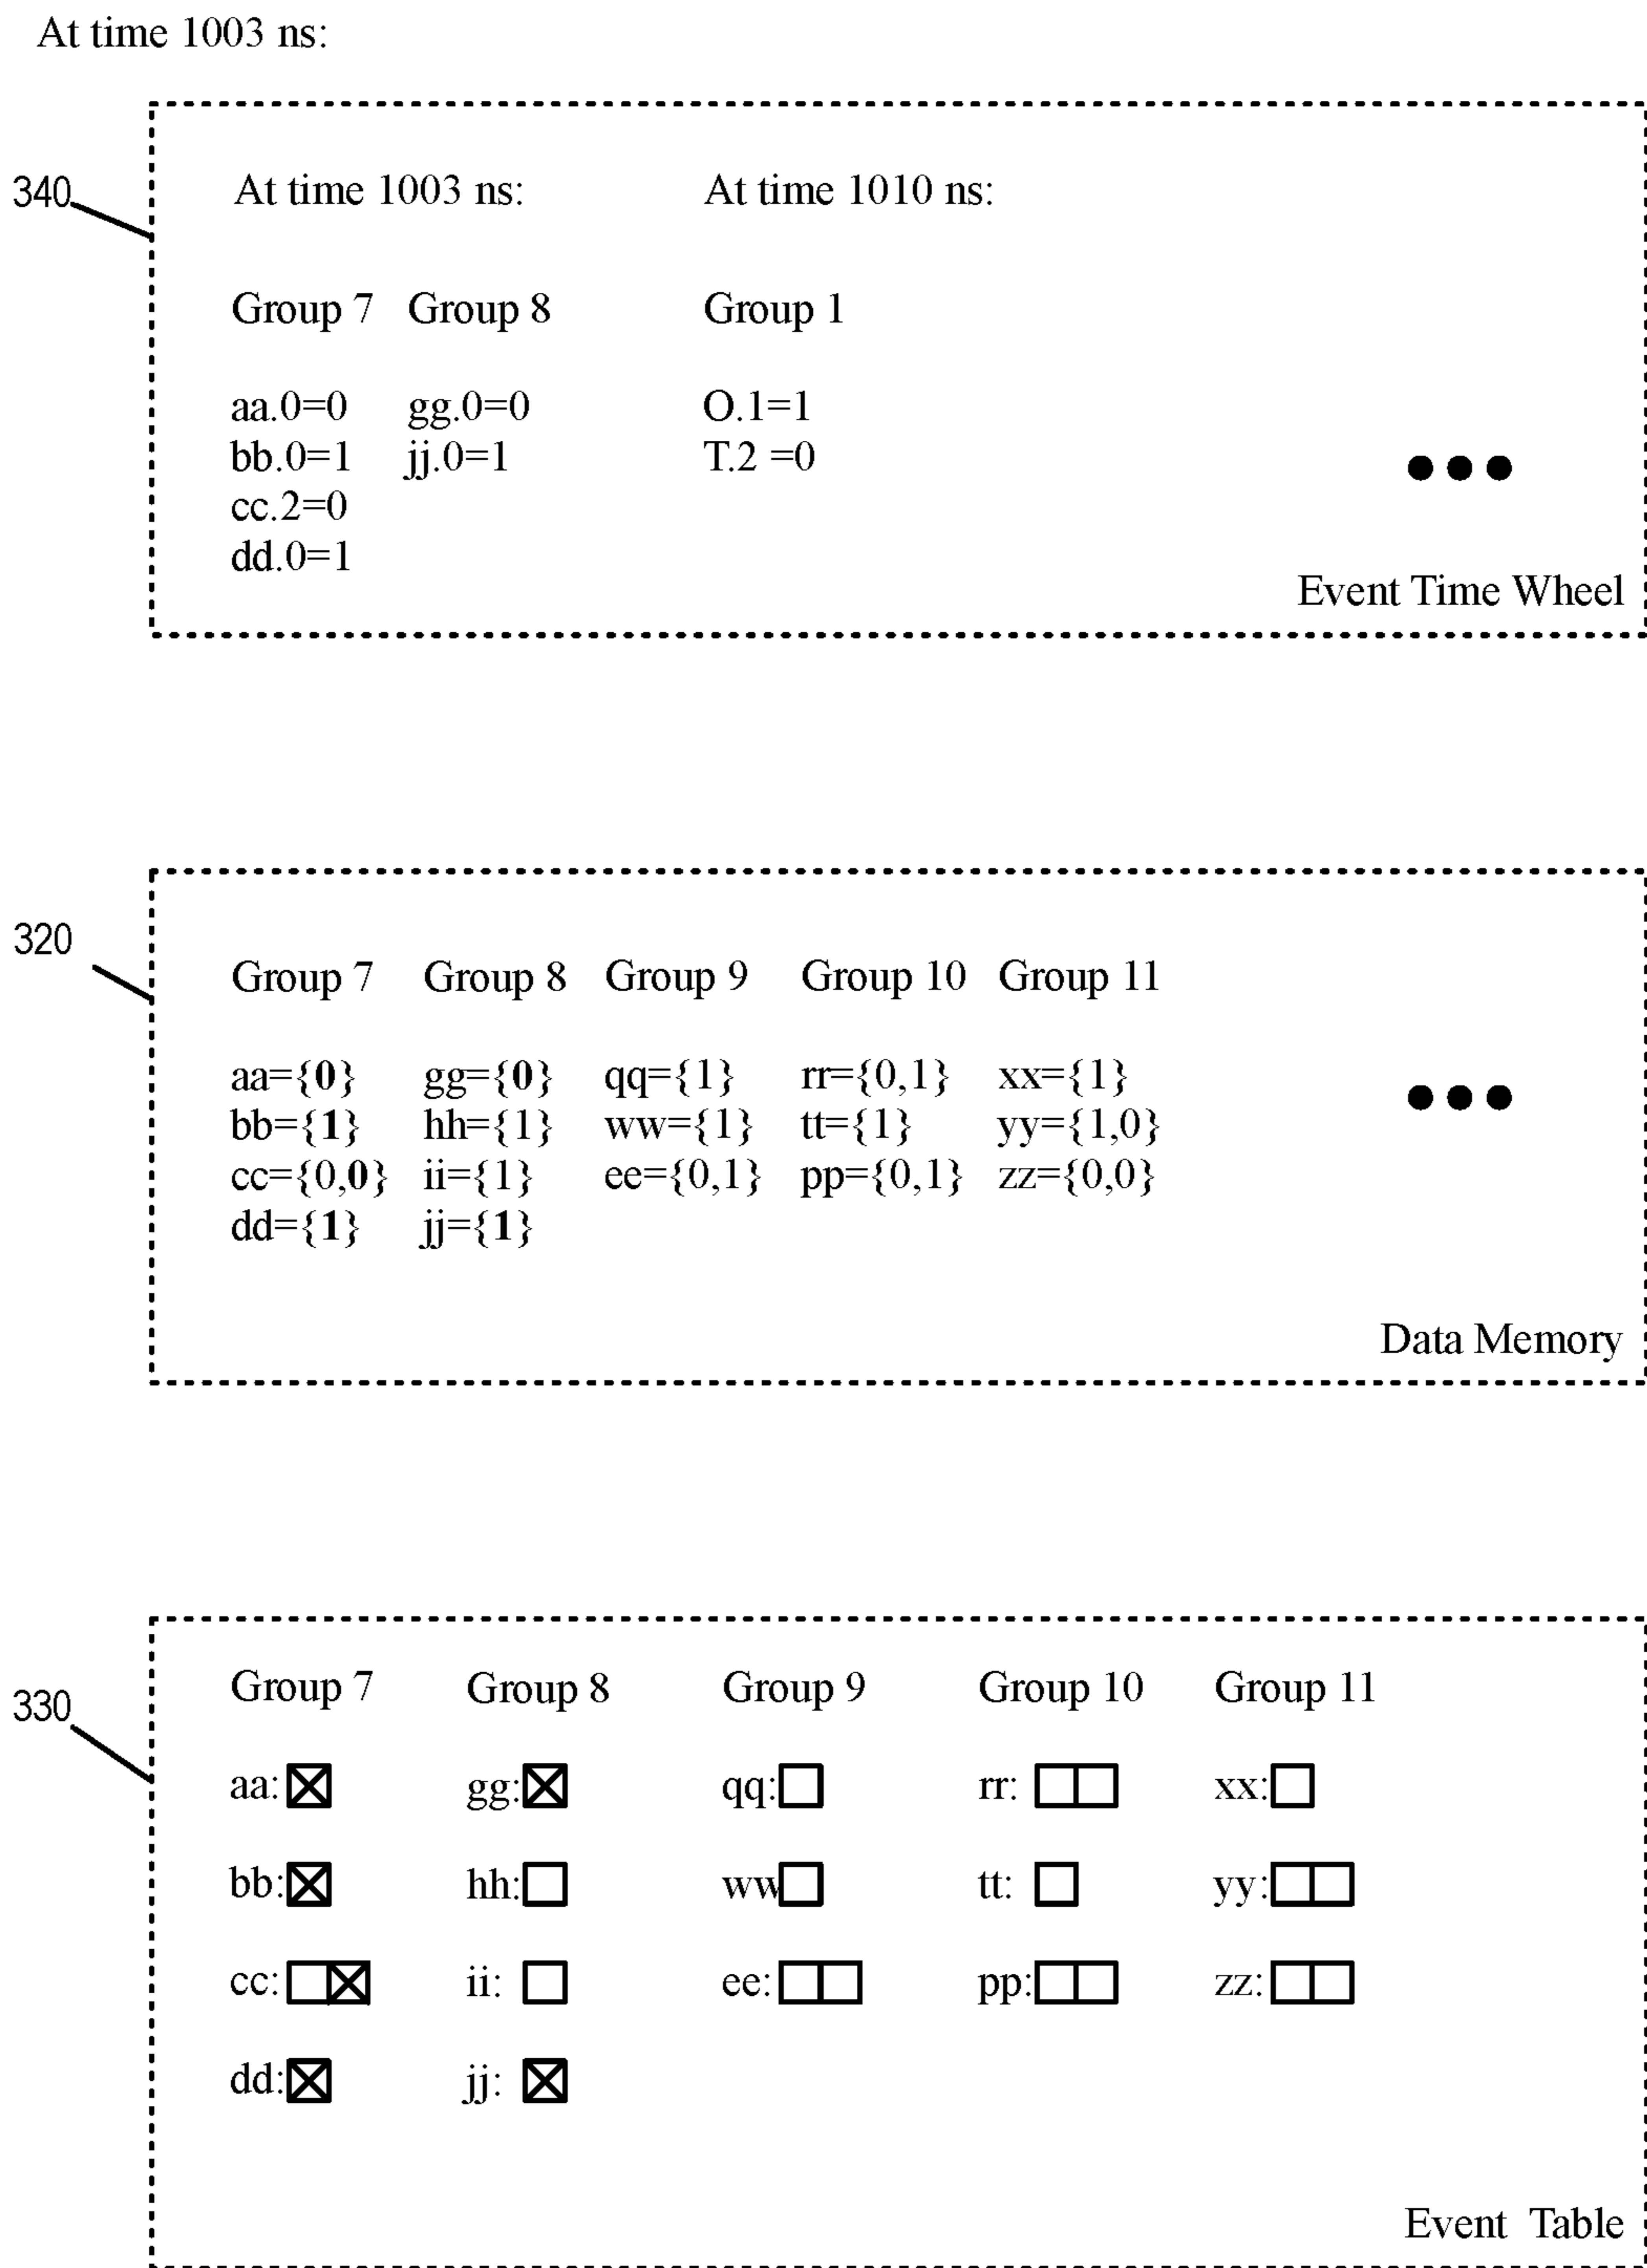 At time 1003 ns:
340
At time 1003 ns: At time 1010 ns:
Group 7 Group 8 Group 1
aa.0=0 gg.0=0 O.1=1
bb.0=1 jj.0=1 T.2 =0
cc.2=0
dd.0=1
Event Time Wheel
320
Group 7 Group 8 Group 9 Group 10 Group 11
aa={0} gg={0} qq={1} rr={0,1} xx={1}
bb={1} hh={1} ww={1} tt={1} yy={1,0}
cc={0,0} ii={1} ee={0,1} pp={0,1} zz={0,0}
dd={1} jj={1}
Data Memory
330
Group 7 Group 8 Group 9 Group 10 Group 11
aa: gg: qq: rr: xx:
bb: hh: ww tt: yy:
cc: ii: ee: pp: zz:
dd: jj:
Event Table